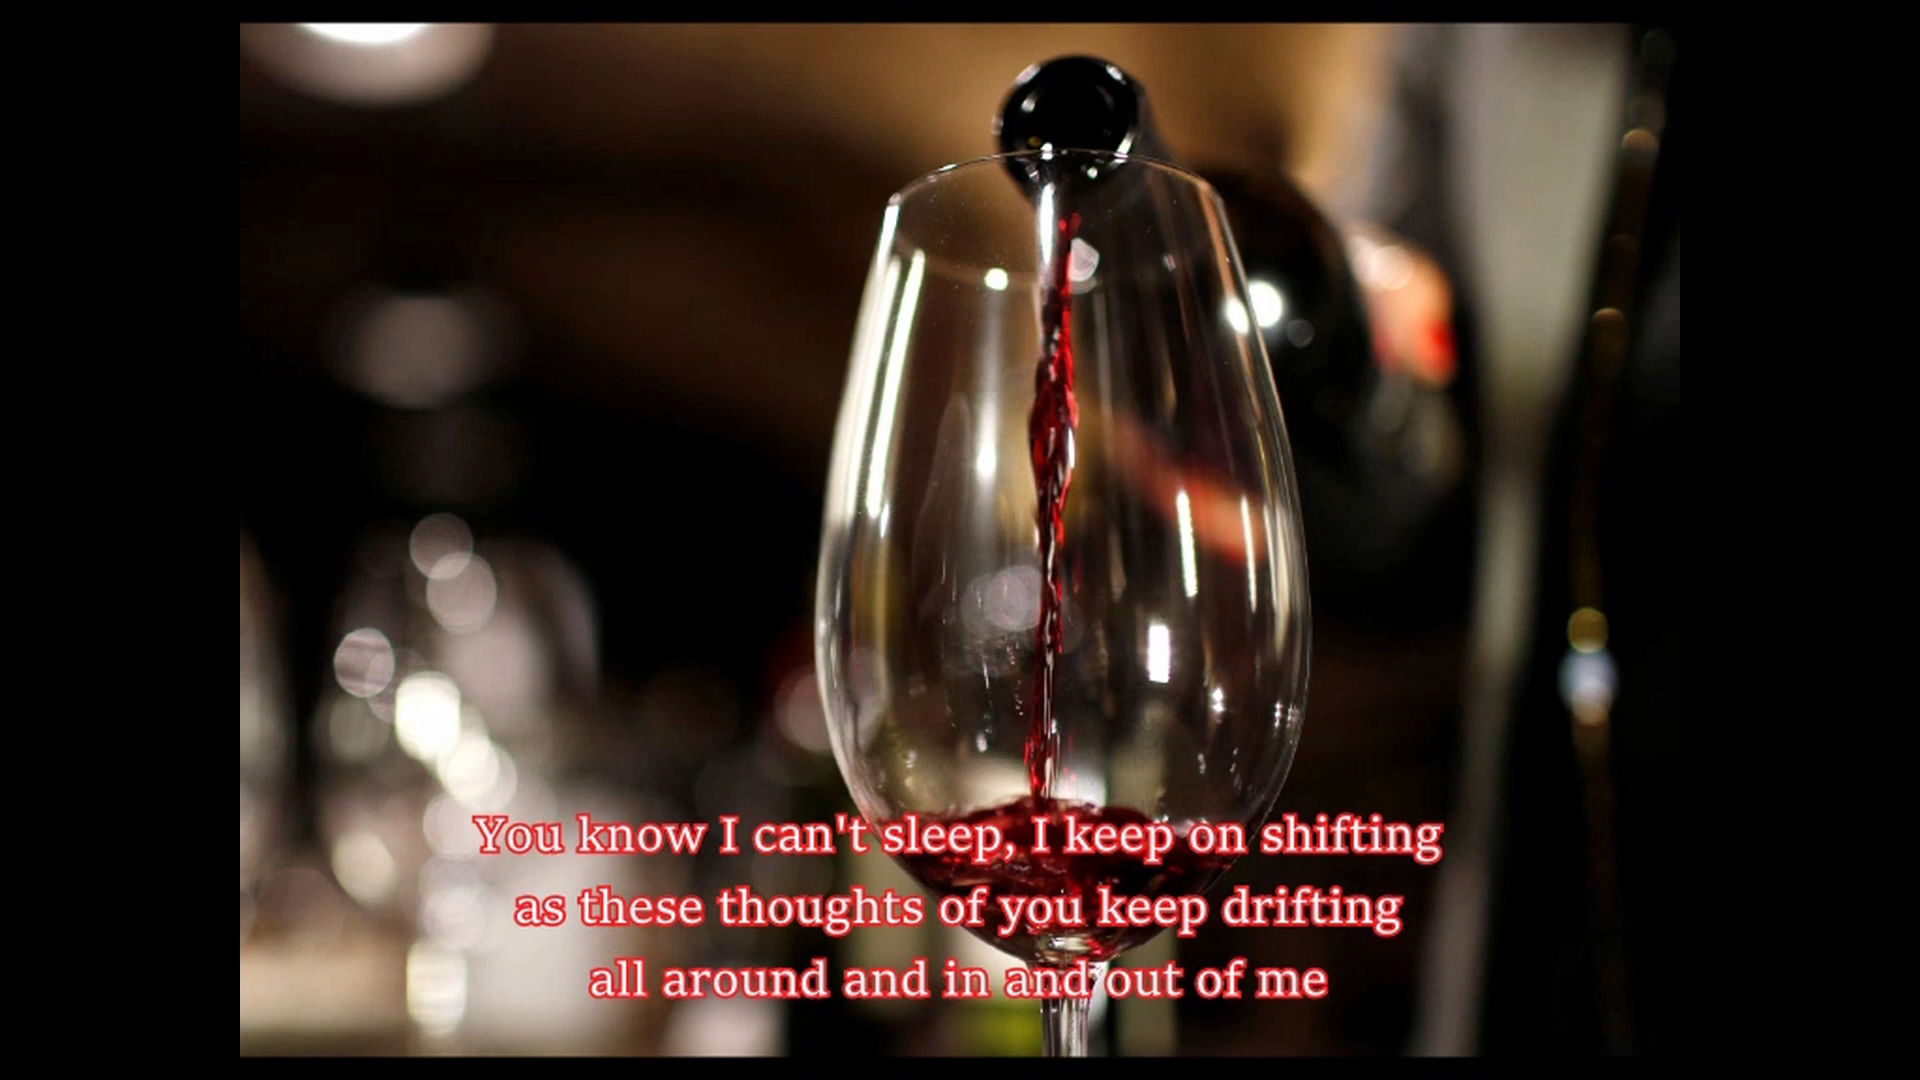 You know I can't sleep, I keep on shifting
as these thoughts of you keep drifting
all around and in and out of me